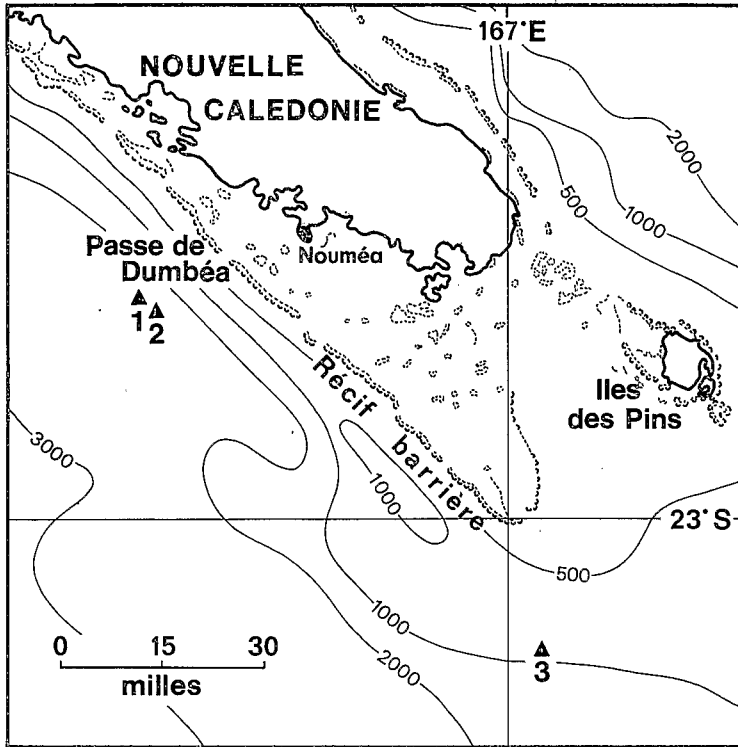 167°E
NOUVELLE
CALEDONIE
2000
500
1000
Nouméa
Passe de
Dumbéa
1
2
Récif barrière
Iles
des Pins
3000
1000
23°S
500
1000
2000
0 15 30
milles
3